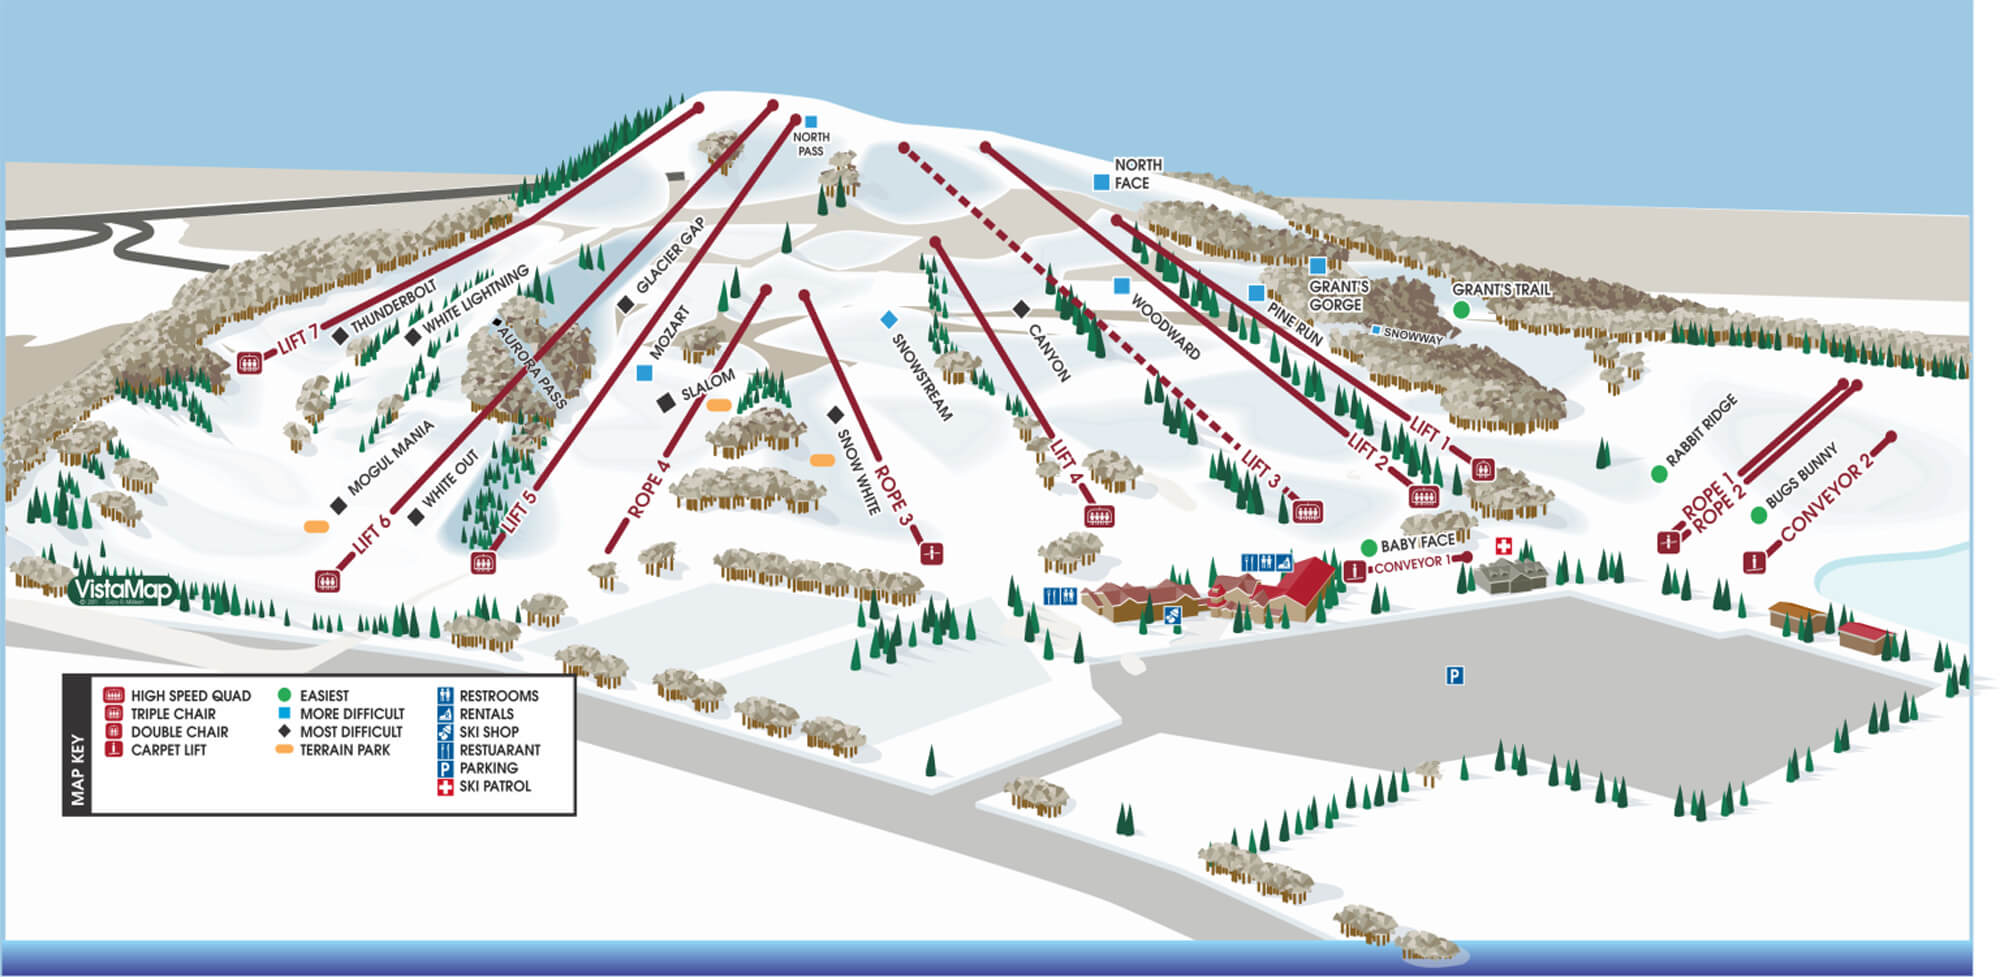 NORTH
PASS
NORTH
FACE
GLACIER GAP
LIFT 7
THUNDERBOLT
WHITE LIGHTNING
AURORA PASS
MOZART
SLALOM
SNOWSTREAM
CANYON
WOODWARD
PINE RUN
GRANT'S
GORGE
GRANT'S TRAIL
SNOWWAY
MOGUL MANIA
WHITE OUT
LIFT 6
LIFT 5
ROPE 4
SNOW WHITE
ROPE 3
LIFT 4
LIFT 3
LIFT 2
LIFT 1
RABBIT RIDGE
ROPE 1
ROPE 2
BUGS BUNNY
CONVEYOR 2
BABY FACE
CONVEYOR 1
P
VistaMap
MAP KEY
HIGH SPEED QUAD
TRIPLE CHAIR
DOUBLE CHAIR
CARPET LIFT
EASIEST
MORE DIFFICULT
MOST DIFFICULT
TERRAIN PARK
RESTROOMS
RENTALS
SKI SHOP
RESTUARANT
P PARKING
SKI PATROL